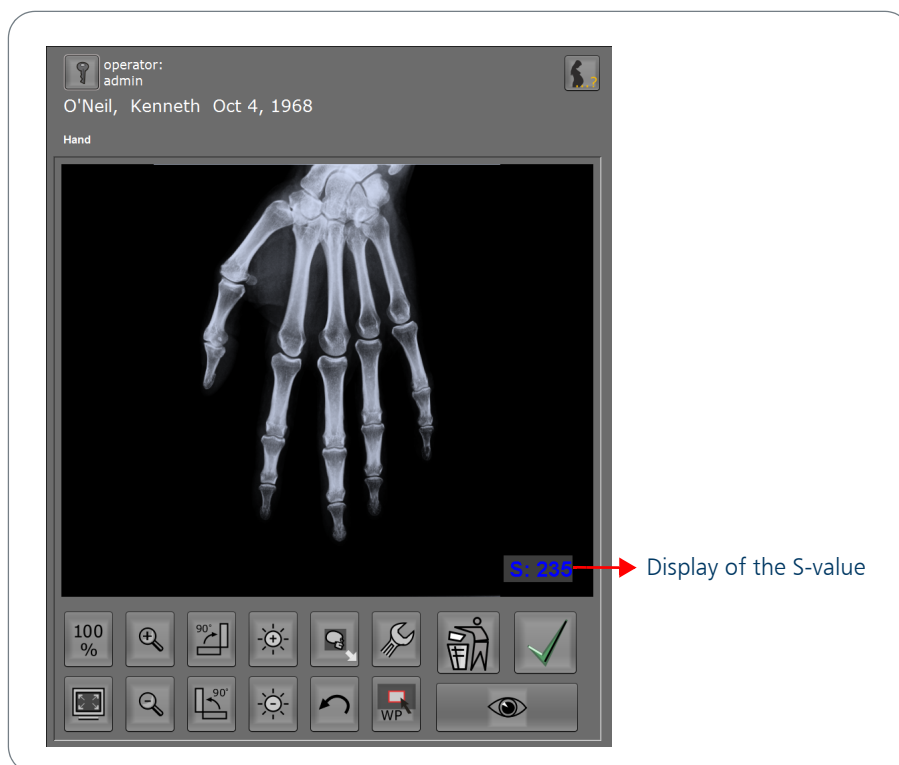 operator:
admin
...?
O'Neil, Kenneth Oct 4, 1968
Hand
S: 235
Display of the S-value
100
%
90°
90°
WP